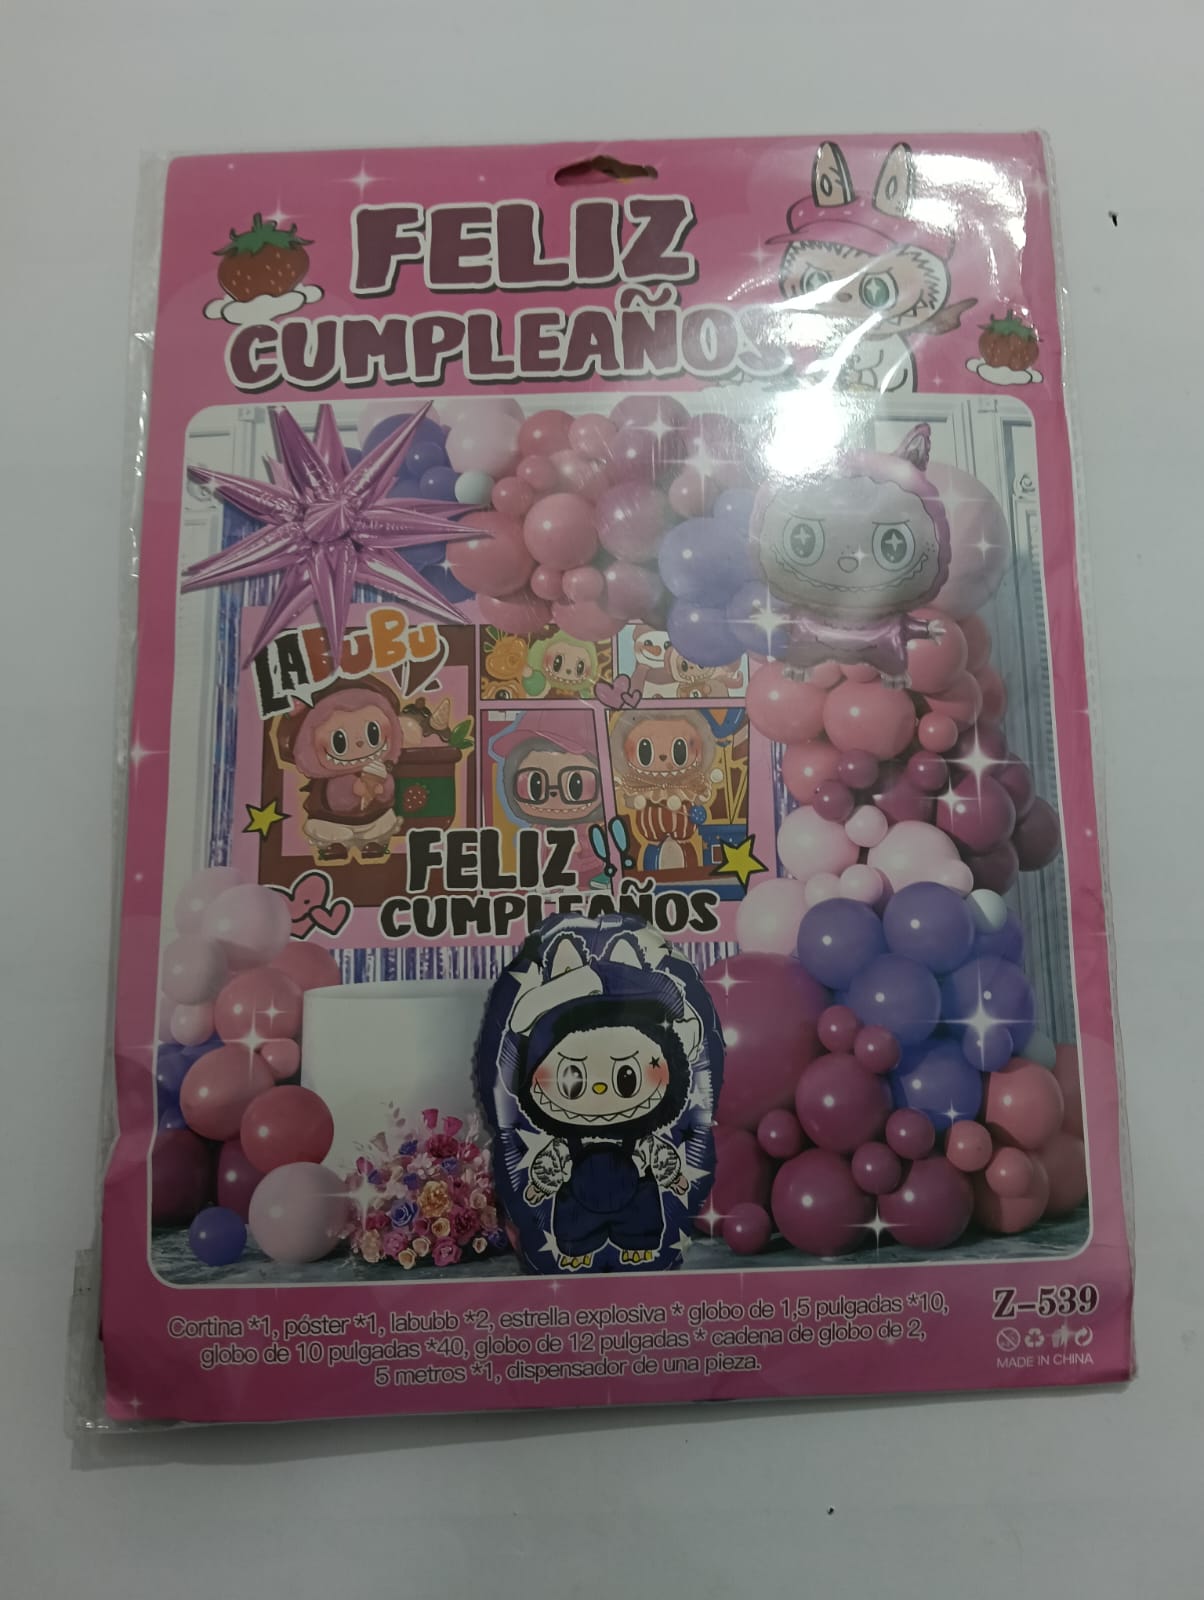 FELIZ
CUMPLEAÑOS
LABUBU
FELIZ
CUMPLEAÑOS
Cortina *1, póster *1, labubb *2, estrella explosiva * globo de 1,5 pulgadas *10,
globo de 10 pulgadas *40, globo de 12 pulgadas * cadena de globo de 2,
5 metros *1, dispensador de una pieza.
Z-539
MADE IN CHINA